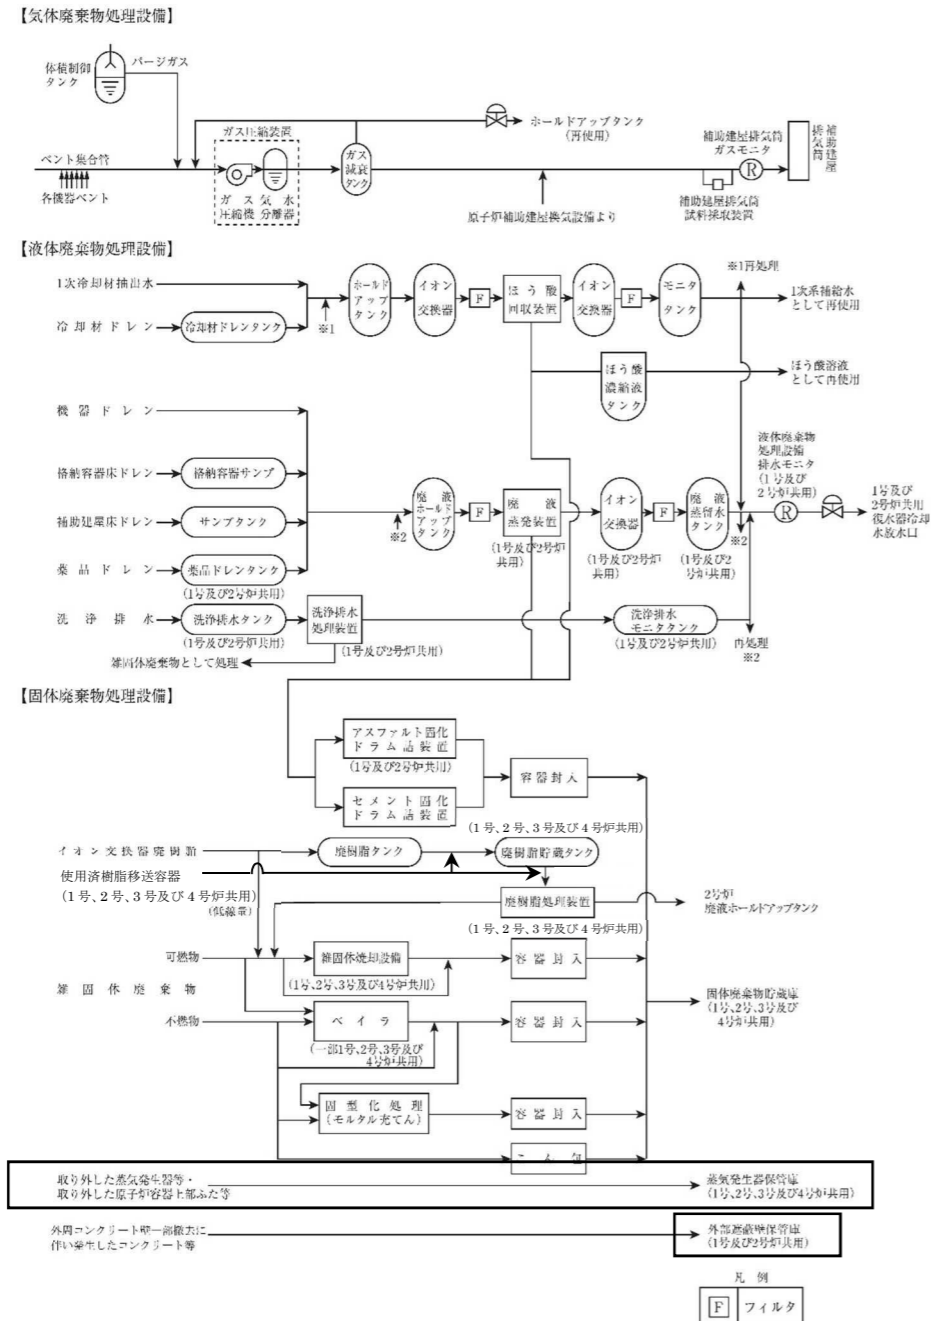 【気体廃棄物処理設備】
体積制御
タンク
パージガス
ベント集合管
各機器ベント
ガス圧縮装置
ガス
圧縮機
気水
分離器
ガス
減衰
タンク
ホールドアップタンク
(再使用)
原子炉補助建屋換気設備より
補助建屋排気筒
ガスモニタ
R
補助建屋排気筒
試料採取装置
補助建屋
排気筒
【液体廃棄物処理設備】
1次冷却材抽出水
冷却材ドレン
冷却材ドレンタンク
※1
ホールド
アップ
タンク
イオン
交換器
F
ほう酸
回収装置
イオン
交換器
F
モニタ
タンク
※1再処理
1次系補給水
として再使用
ほう酸
濃縮液
タンク
ほう酸溶液
として再使用
機器ドレン
格納容器床ドレン
格納容器サンプ
補助建屋床ドレン
サンプタンク
薬品ドレン
薬品ドレンタンク
(1号及び2号炉共用)
※2
廃液
ホールド
アップ
タンク
F
廃液
蒸発装置
(1号及び2号炉共用)
イオン
交換器
(1号及び2号炉共用)
F
廃液
蒸留水
タンク
(1号及び2号炉共用)
※2
液体廃棄物
処理設備
排水モニタ
(1号及び
2号炉共用)
R
1号及び
2号炉共用
復水器冷却
水放水口
洗浄排水
洗浄排水タンク
(1号及び2号炉共用)
洗浄排水
処理装置
(1号及び2号炉共用)
洗浄排水
モニタタンク
(1号及び2号炉共用)
再処理
※2
雑固体廃棄物として処理
【固体廃棄物処理設備】
アスファルト固化
ドラム詰装置
(1号及び2号炉共用)
セメント固化
ドラム詰装置
容器封入
(1号、2号、3号及び4号炉共用)
イオン交換器廃樹脂
廃樹脂タンク
廃樹脂貯蔵タンク
使用済樹脂移送容器
(1号、2号、3号及び4号炉共用)
(低線量)
廃樹脂処理装置
(1号、2号、3号及び4号炉共用)
2号炉
廃液ホールドアップタンク
可燃物
雑固体焼却設備
(1号、2号、3号及び4号炉共用)
容器封入
雑固体廃棄物
不燃物
ベイラ
(一部1号、2号、3号及び
4号炉共用)
容器封入
固体廃棄物貯蔵庫
(1号、2号、3号及び
4号炉共用)
固型化処理
(モルタル充てん)
容器封入
こん包
取り外した蒸気発生器等・
取り外した原子炉容器上部ふた等
蒸気発生器保管庫
(1号、2号、3号及び4号炉共用)
外周コンクリート壁一部撤去に
伴い発生したコンクリート等
外部遮蔽壁保管庫
(1号及び2号炉共用)
凡例
F
フィルタ